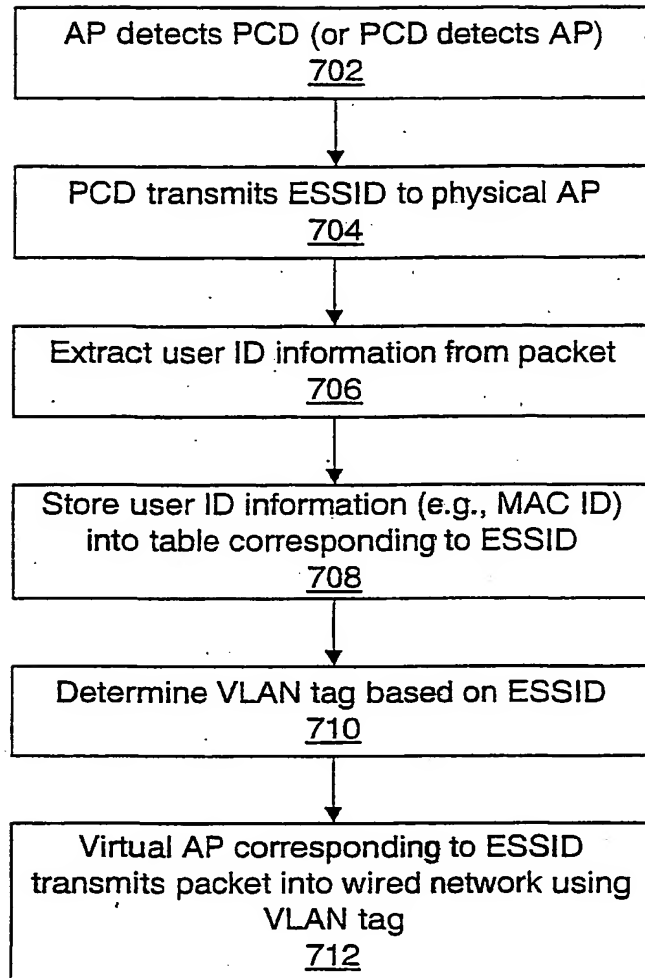 AP detects PCD (or PCD detects AP)
702
PCD transmits ESSID to physical AP
704
Extract user ID information from packet
706
Store user ID information (e.g., MAC ID)
into table corresponding to ESSID
708
Determine VLAN tag based on ESSID
710
Virtual AP corresponding to ESSID
transmits packet into wired network using
VLAN tag
712